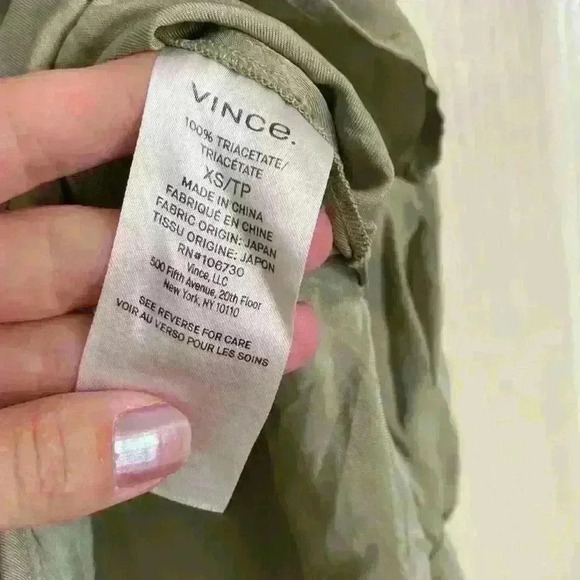 VINCE.
100% TRIACETATE/
TRIACÉTATE
XS/TP
MADE IN CHINA
FABRIQUÉ EN CHINE
FABRIC ORIGIN: JAPAN
TISSU ORIGINE: JAPON
RN#106730
Vince, LLC
500 Fifth Avenue, 20th Floor
New York, NY 10110
SEE REVERSE FOR CARE
VOIR AU VERSO POUR LES SOINS